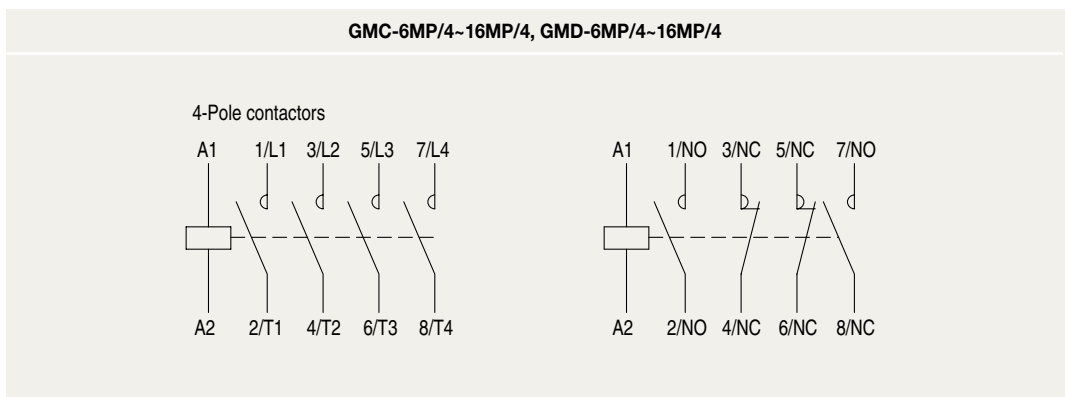 GMC-6MP/4~16MP/4, GMD-6MP/4~16MP/4
4-Pole contactors
A1 1/L1 3/L2 5/L3 7/L4 A1 1/NO 3/NC 5/NC 7/NO
A2 2/T1 4/T2 6/T3 8/T4 A2 2/NO 4/NC 6/NC 8/NC